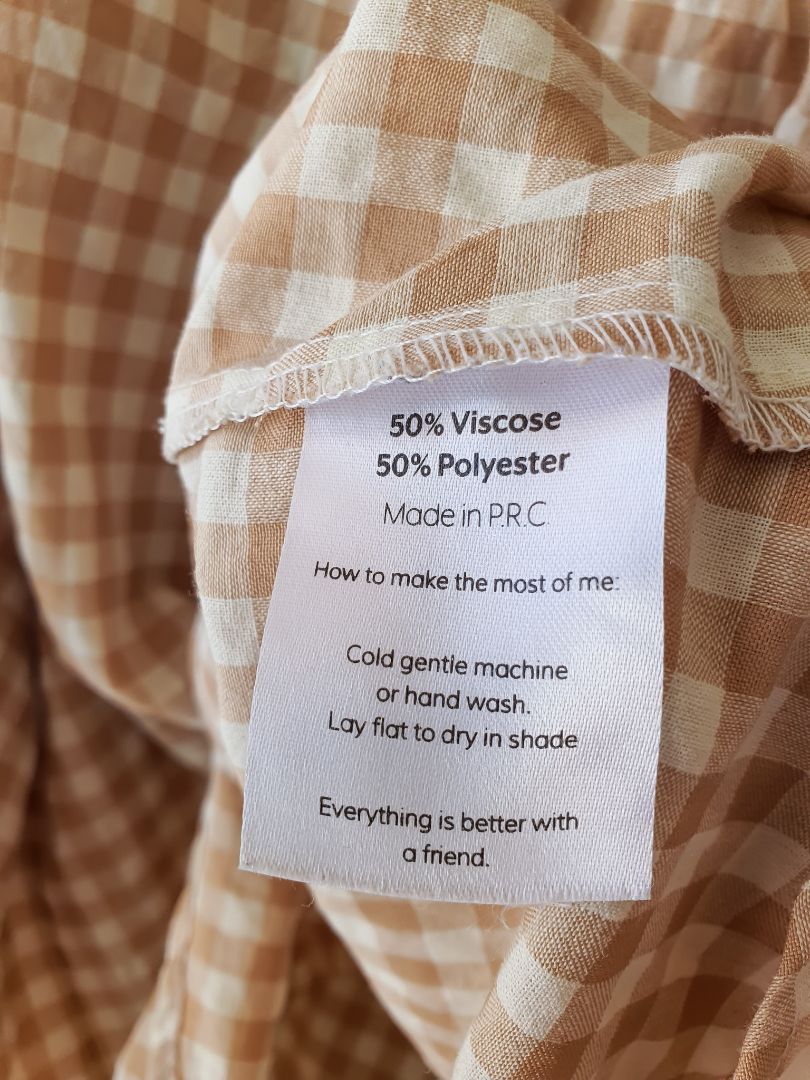 50% Viscose
50% Polyester
Made in P.R.C.
How to make the most of me:
Cold gentle machine
or hand wash.
Lay flat to dry in shade
Everything is better with
a friend.